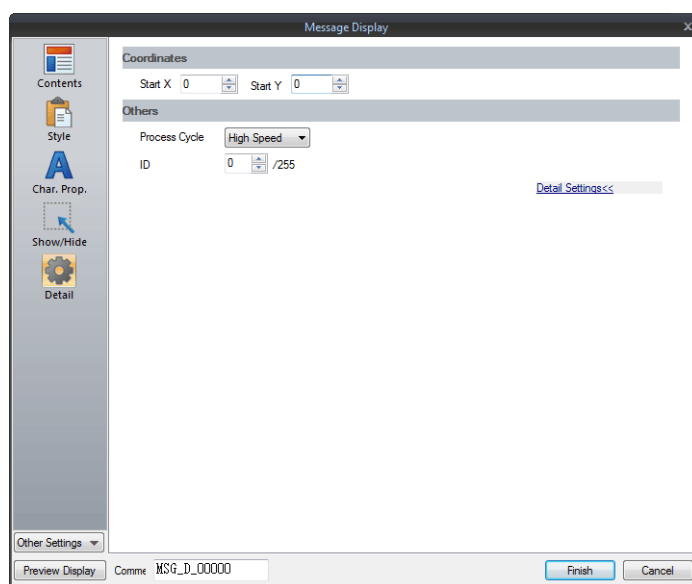 Message Display
X
Contents
Style
Char. Prop.
Show/Hide
Detail
Coordinates
Start X 0 Start Y 0
Others
Process Cycle High Speed
ID 0 /255
Detail Settings<<
Other Settings
Preview Display Comme MSG_D_00000 Finish Cancel